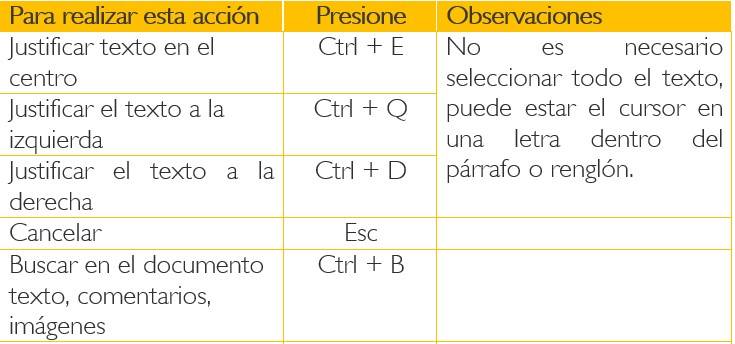 Para realizar esta acción Presione Observaciones
Justificar texto en el
centro
Ctrl + E
No es necesario
seleccionar todo el texto,
puede estar el cursor en
una letra dentro del
párrafo o renglón.
Justificar el texto a la
izquierda
Ctrl + Q
Justificar el texto a la
derecha
Ctrl + D
Cancelar
Esc
Buscar en el documento
texto, comentarios,
imágenes
Ctrl + B